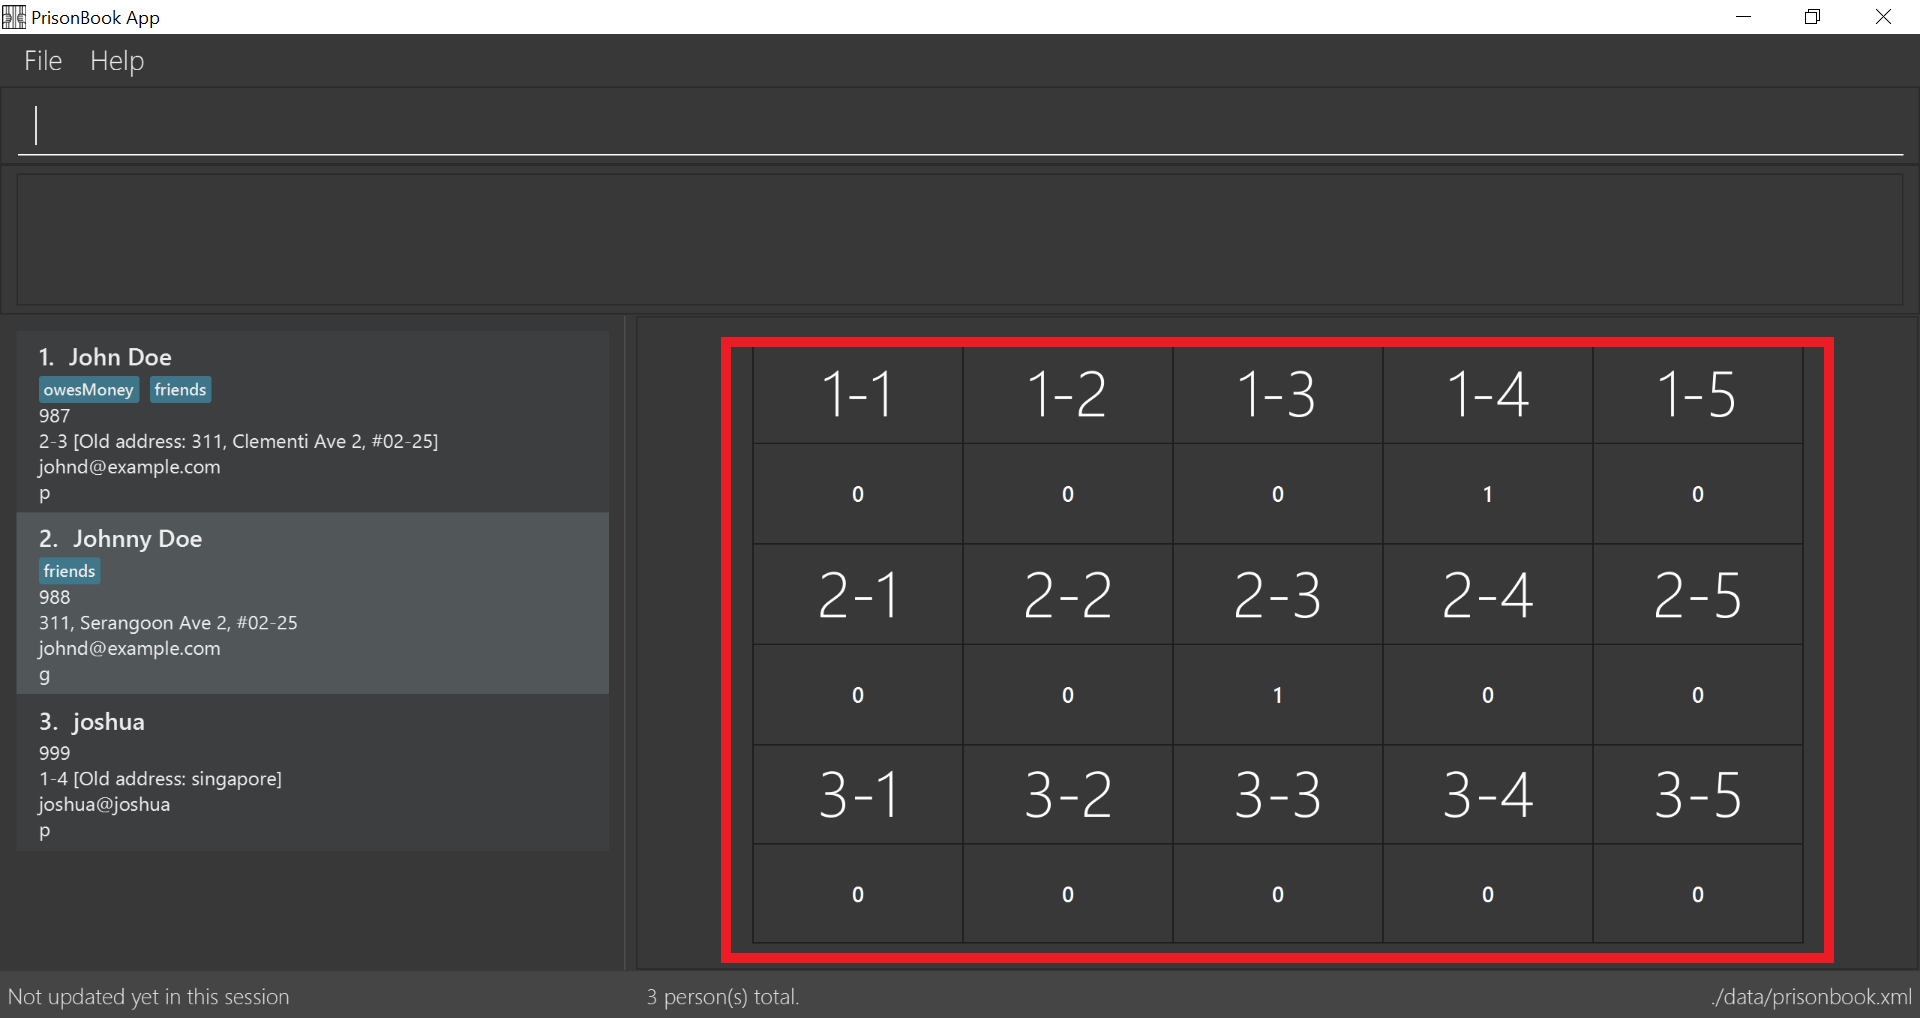 PrisonBook App
File Help
1. John Doe
owesMoney friends
987
2-3 [Old address: 311, Clementi Ave 2, #02-25]
johnd@example.com
p
2. Johnny Doe
friends
988
311, Serangoon Ave 2, #02-25
johnd@example.com
g
3. joshua
999
1-4 [Old address: singapore]
joshua@joshua
p
1-1 1-2 1-3 1-4 1-5
0 0 0 1 0
2-1 2-2 2-3 2-4 2-5
0 0 1 0 0
3-1 3-2 3-3 3-4 3-5
0 0 0 0 0
Not updated yet in this session 3 person(s) total. ./data/prisonbook.xml